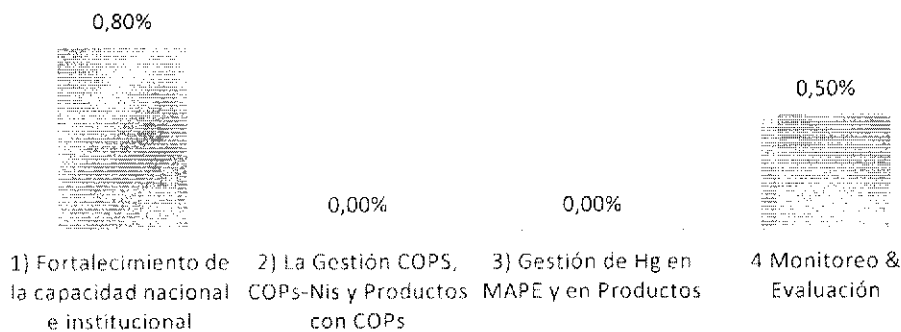 0,80%
0,50%
0,00%
0,00%
1) Fortalecimiento de
la capacidad nacional
e institucional
2) La Gestión COPS,
COPs-Nis y Productos
con COPs
3) Gestión de Hg en
MAPE y en Productos
4 Monitoreo &
Evaluación